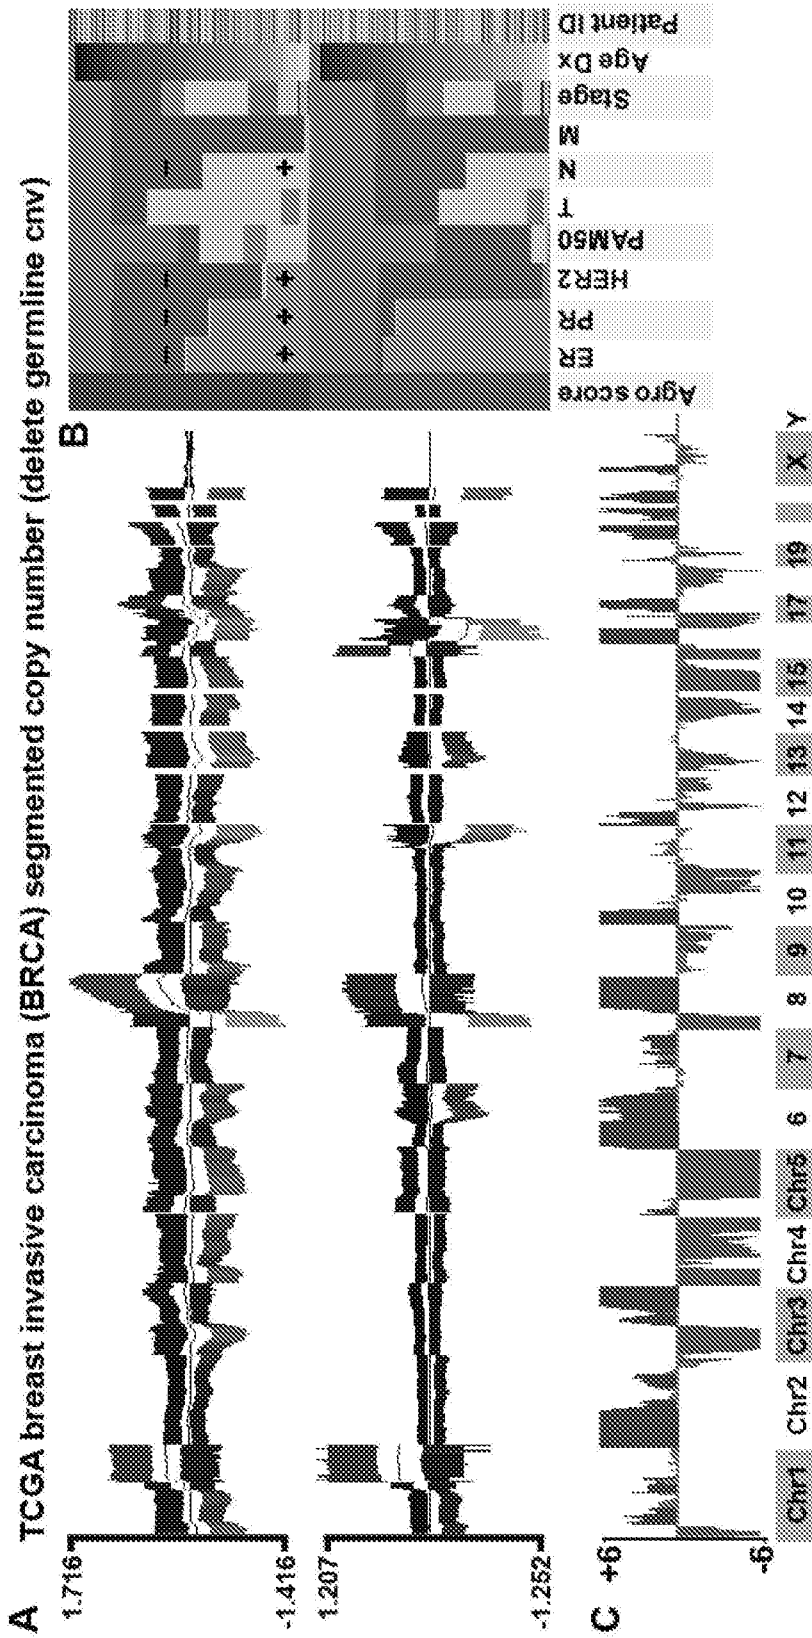 A TCGA breast invasive carcinoma (BRCA) segmented copy number (delete germline cnv)
1.716
-1.416
1.207
-1.252
B
- - - -
+ + + +
Agro score
ER
PR
HER2
PAM50
T
N
M
Stage
Age Dx
Patient ID
C
+6
-6
Chr1 Chr2 Chr3 Chr4 Chr5 6 7 8 9 10 11 12 13 14 15 17 19 X Y